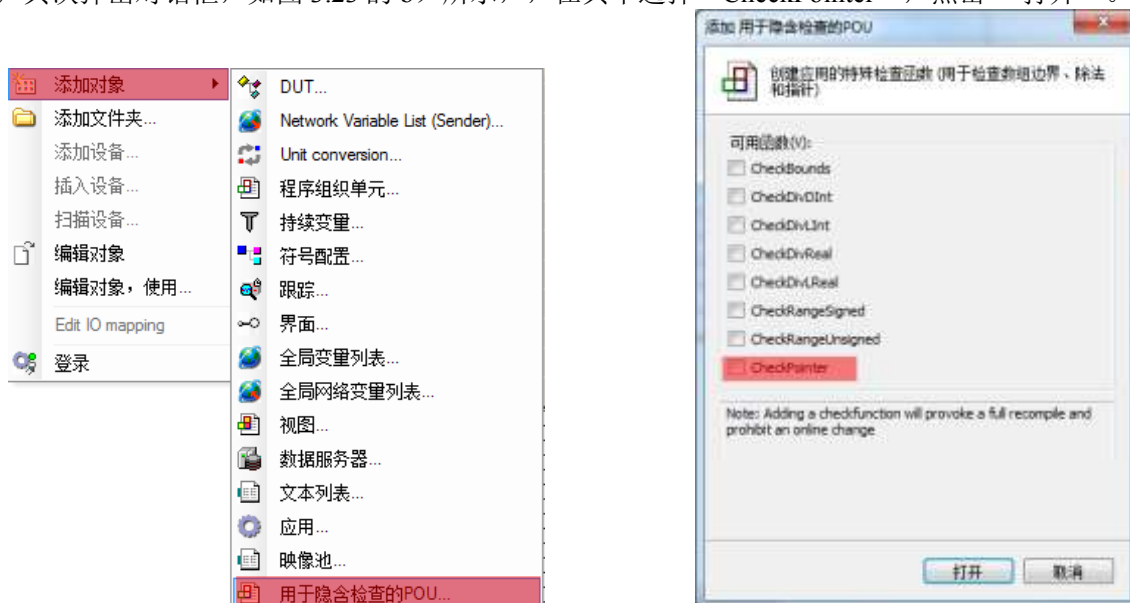 添加对象
添加文件夹...
添加设备...
插入设备...
扫描设备...
编辑对象
编辑对象，使用...
Edit IO mapping
登录
DUT...
Network Variable List (Sender)...
Unit conversion...
程序组织单元...
持续变量...
符号配置...
跟踪...
界面...
全局变量列表...
全局网络变量列表...
视图...
数据服务器...
文本列表...
应用...
映像池...
用于隐含检查的POU...
添加 用于隐含检查的POU
创建应用的特殊检查函数 (用于检查数组边界、除法
和指针)
可用函数(V):
CheckBounds
CheckDivDInt
CheckDivLInt
CheckDivReal
CheckDivLReal
CheckRangeSigned
CheckRangeUnsigned
CheckPointer
Note: Adding a checkfunction will provoke a full recompile and
prohibit an online change
打开
取消